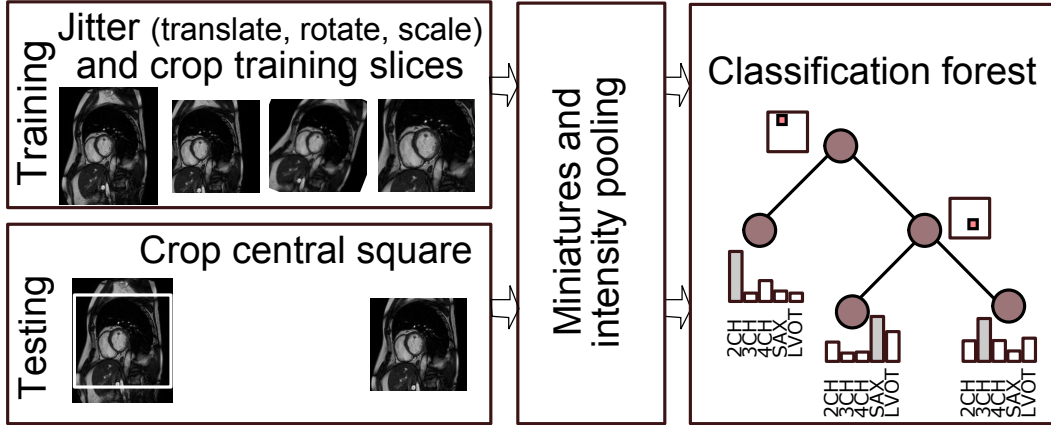 Training
Jitter (translate, rotate, scale)
and crop training slices
Testing
Crop central square
Miniatures and
intensity pooling
Classification forest
2CH
3CH
4CH
SAX
LVOT
2CH
3CH
4CH
SAX
LVOT
2CH
3CH
4CH
SAX
LVOT